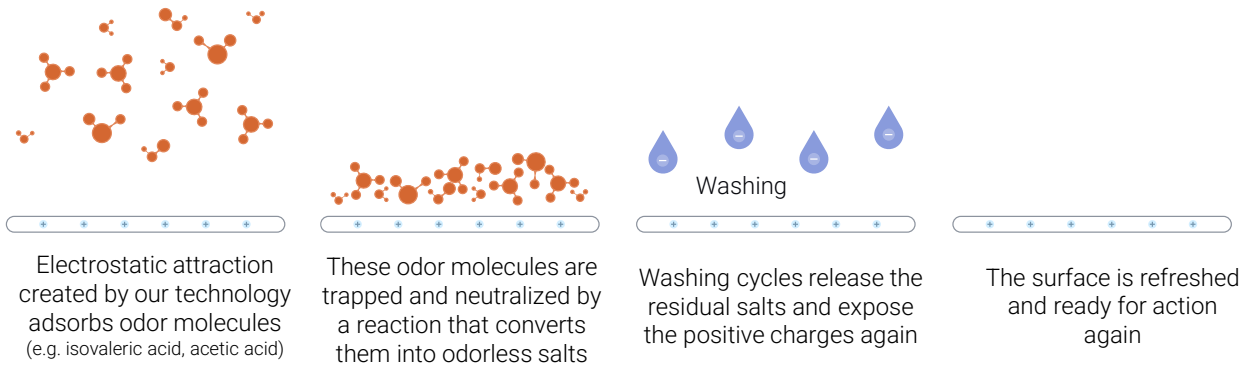 Washing
Electrostatic attraction
created by our technology
adsorbs odor molecules
(e.g. isovaleric acid, acetic acid)
These odor molecules are
trapped and neutralized by
a reaction that converts
them into odorless salts
Washing cycles release the
residual salts and expose
the positive charges again
The surface is refreshed
and ready for action
again